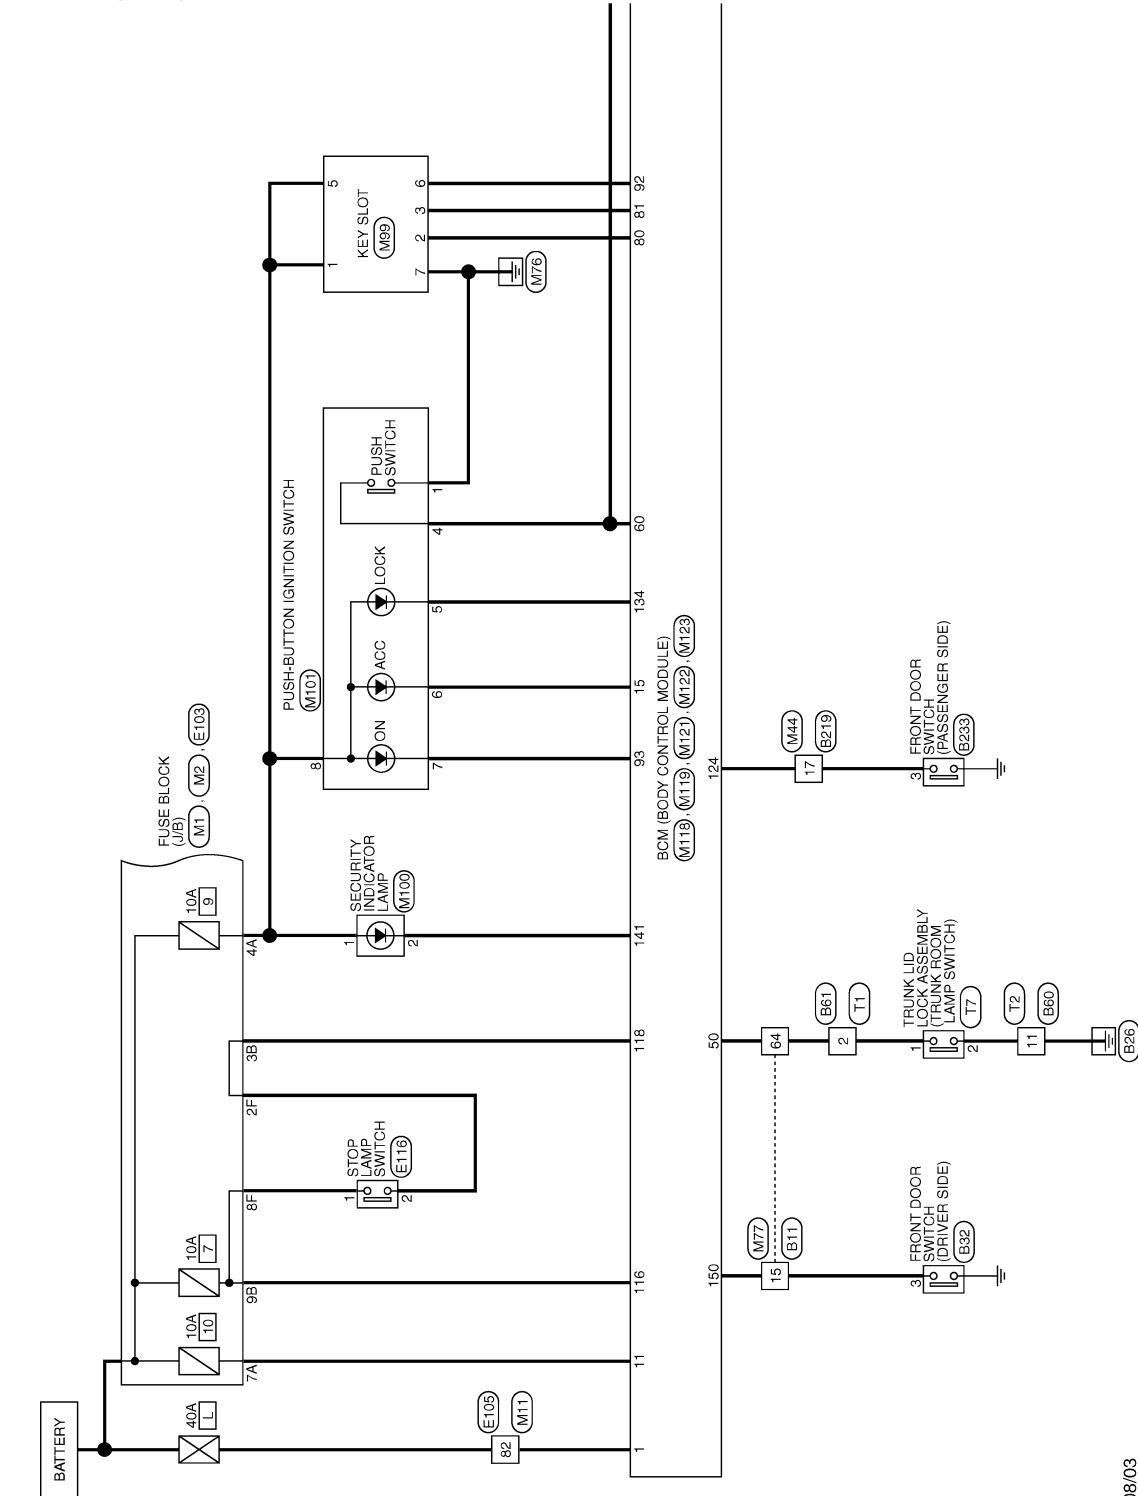 BATTERY
40A
L
10A
10
10A
7
10A
9
FUSE BLOCK
(J/B)
M1 , M2 , E103
7A
9B
8F
2F
3B
4A
E105
M11
82
1
STOP
LAMP
SWITCH
E116
2
1
SECURITY
INDICATOR
LAMP
M100
2
PUSH-BUTTON IGNITION SWITCH
M101
8
ON
ACC
LOCK
PUSH
SWITCH
7
6
5
4
1
1
5
KEY SLOT
M99
7
2
3
6
M76
1
11
116
118
141
93
15
134
60
80
81
92
BCM (BODY CONTROL MODULE)
M118 , M119 , M121 , M122 , M123
150
50
124
M77
B11
15
64
B61
T1
2
M44
B219
17
FRONT DOOR
SWITCH
(DRIVER SIDE)
B32
3
TRUNK LID
LOCK ASSEMBLY
(TRUNK ROOM
LAMP SWITCH)
T7
1
2
T2
B60
11
B26
FRONT DOOR
SWITCH
(PASSENGER SIDE)
B233
3
08/03